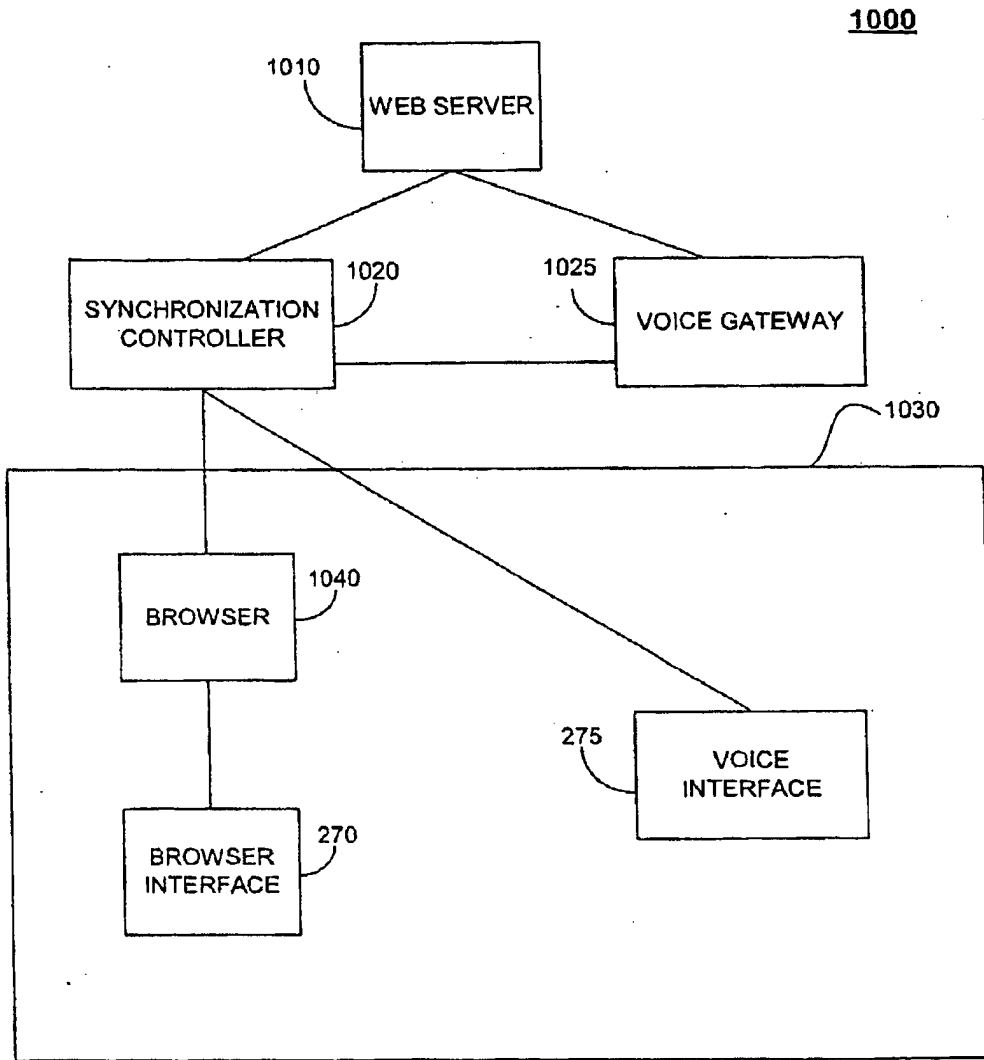 1000
1010
WEB SERVER
1020
SYNCHRONIZATION
CONTROLLER
1025
VOICE GATEWAY
1030
1040
BROWSER
275
VOICE
INTERFACE
270
BROWSER
INTERFACE